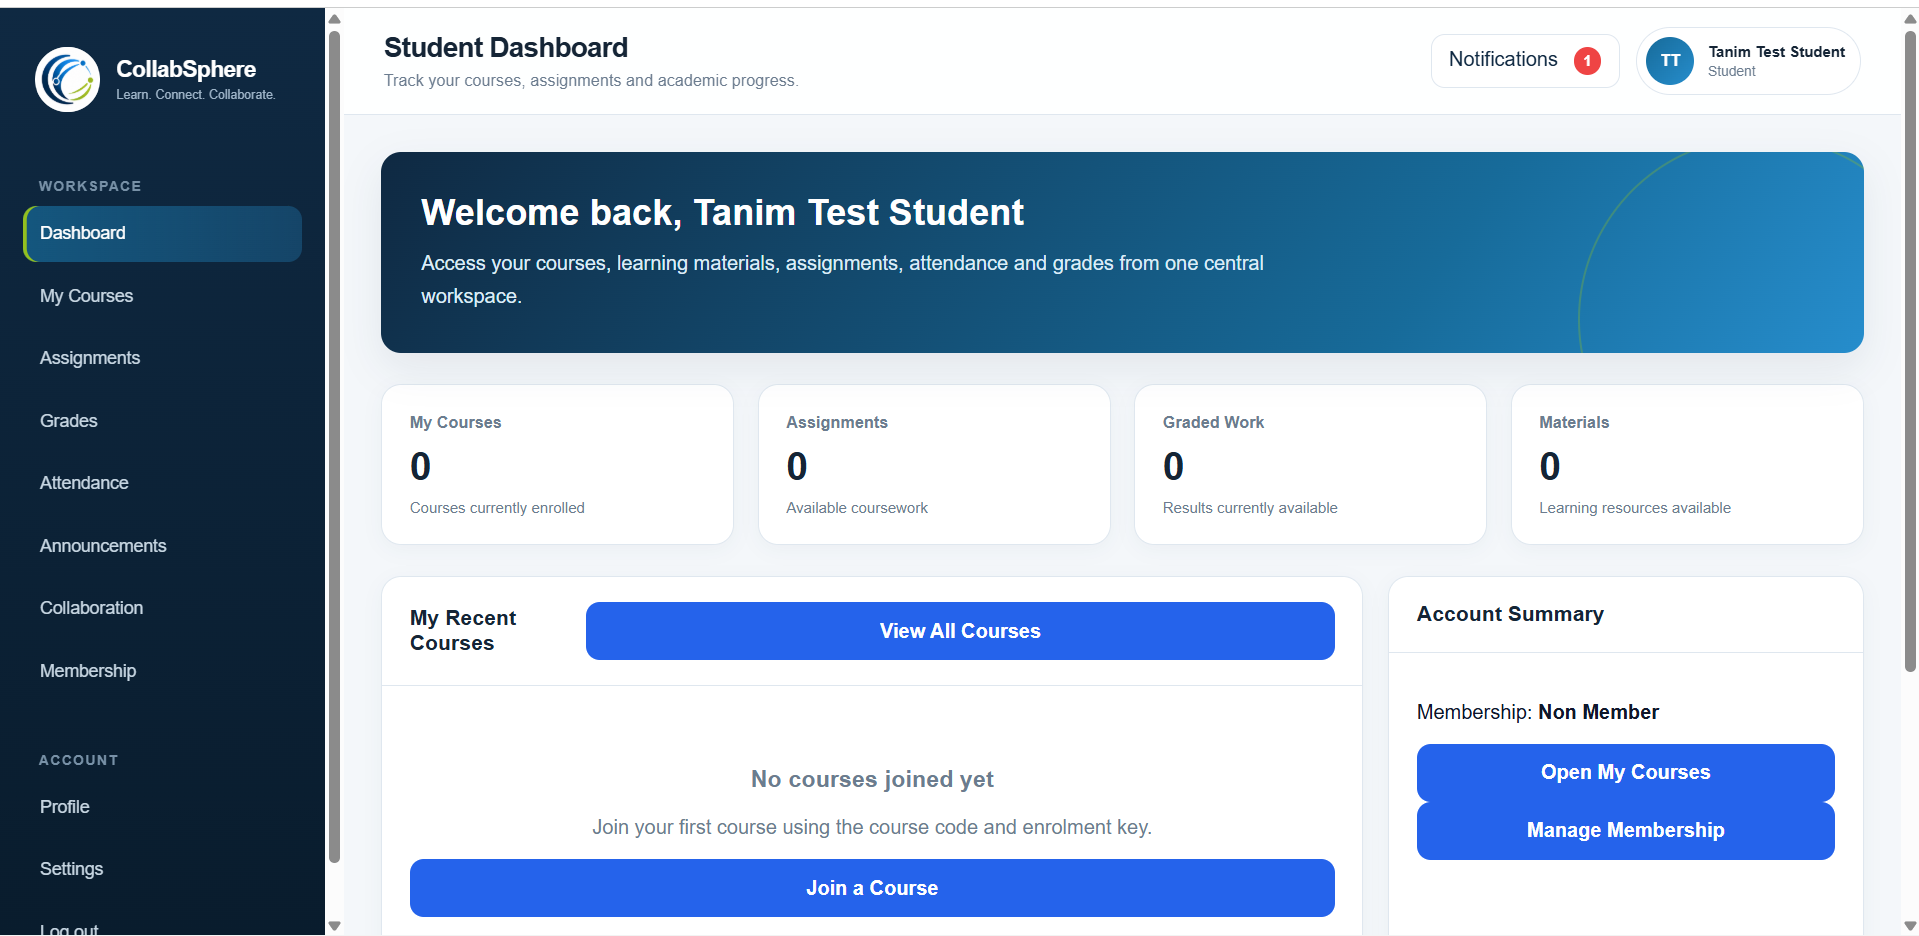 CollabSphere
Learn. Connect. Collaborate.
WORKSPACE
Dashboard
My Courses
Assignments
Grades
Attendance
Announcements
Collaboration
Membership
ACCOUNT
Profile
Settings
Log out
Student Dashboard
Track your courses, assignments and academic progress.
Notifications 1
TT
Tanim Test Student
Student
Welcome back, Tanim Test Student
Access your courses, learning materials, assignments, attendance and grades from one central
workspace.
My Courses
0
Courses currently enrolled
Assignments
0
Available coursework
Graded Work
0
Results currently available
Materials
0
Learning resources available
My Recent
Courses
View All Courses
No courses joined yet
Join your first course using the course code and enrolment key.
Join a Course
Account Summary
Membership: Non Member
Open My Courses
Manage Membership